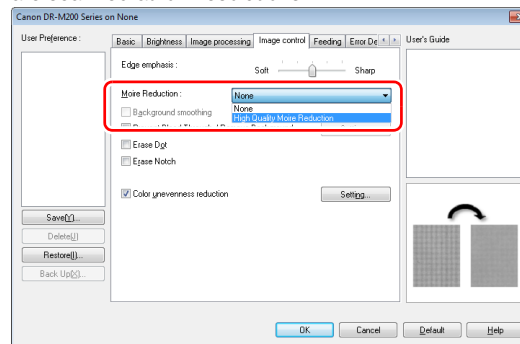 Canon DR-M200 Series on None
User Preference :
Basic Brightness Image processing Image control Feeding Error De
User's Guide
Edge emphasis :
Soft Sharp
Moire Reduction :
None
None
High Quality Moire Reduction
Background smoothing
Erase Dot
Erase Notch
Color unevenness reduction
Setting...
Save(Y)...
Delete(J)
Restore(I)...
Back Up(X)...
OK Cancel Default Help